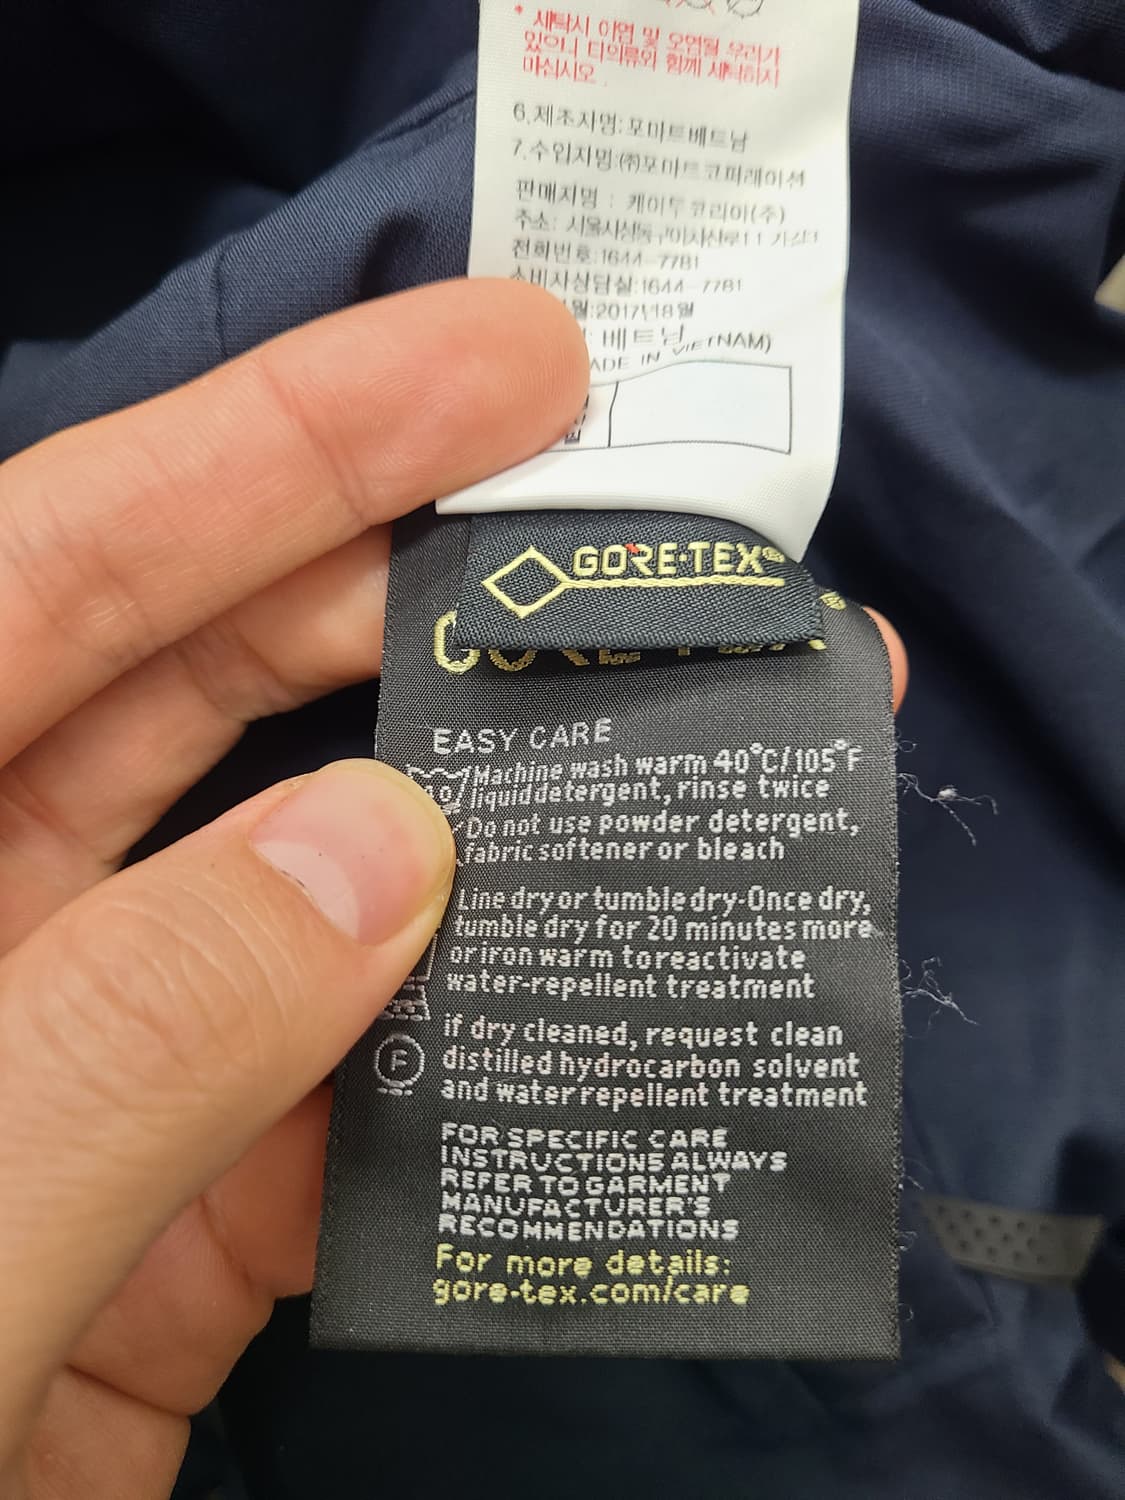 * 세탁시 이염 및 오염될 우려가
있으니 타의류와 함께 세탁하지
마십시오
6.제조자명:포마트베트남
7.수입자명:㈜포마트코퍼레이션
판매자명 : 케이투코리아(주)
주소:
전화번호:1644-7781
소비자상담실:1644-7781
베트남
IN VIETNAM)
GORE-TEX®
EASY CARE
Machine wash warm 40°C/105°F
liquid detergent, rinse twice
Do not use powder detergent,
fabric softener or bleach
Line dry or tumble dry-Once dry,
tumble dry for 20 minutes more
or iron warm to reactivate
water-repellent treatment
F
if dry cleaned, request clean
distilled hydrocarbon solvent
and water repellent treatment
FOR SPECIFIC CARE
INSTRUCTIONS ALWAYS
REFER TO GARMENT
MANUFACTURER'S
RECOMMENDATIONS
For more details:
gore-tex.com/care